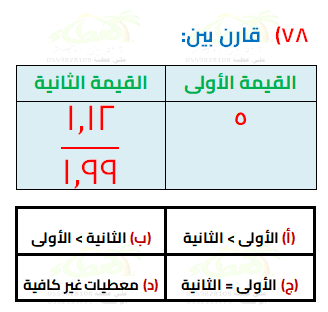 ٧٨) قارن بين:
القيمة الأولى القيمة الثانية
٥ ١,١٢
١,٩٩
(أ) الأولى > الثانية (ب) الثانية > الأولى
(ج) الأولى = الثانية (د) معطيات غير كافية